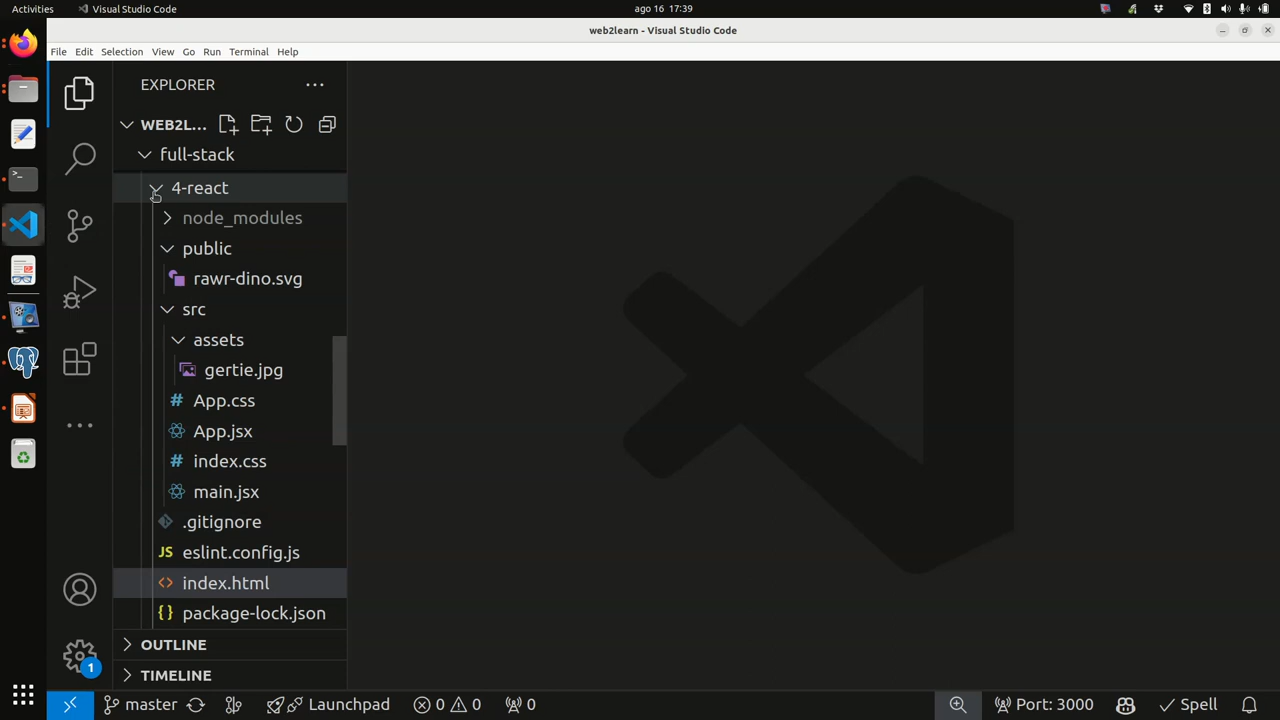 Activities Visual Studio Code ago 16 17:39
web2learn - Visual Studio Code
File Edit Selection View Go Run Terminal Help
EXPLORER
WEB2L...
full-stack
4-react
node_modules
public
rawr-dino.svg
src
assets
gertie.jpg
# App.css
App.jsx
# index.css
main.jsx
.gitignore
JS eslint.config.js
<> index.html
{} package-lock.json
OUTLINE
TIMELINE
1
master Launchpad 0 0 0 Port: 3000 Spell